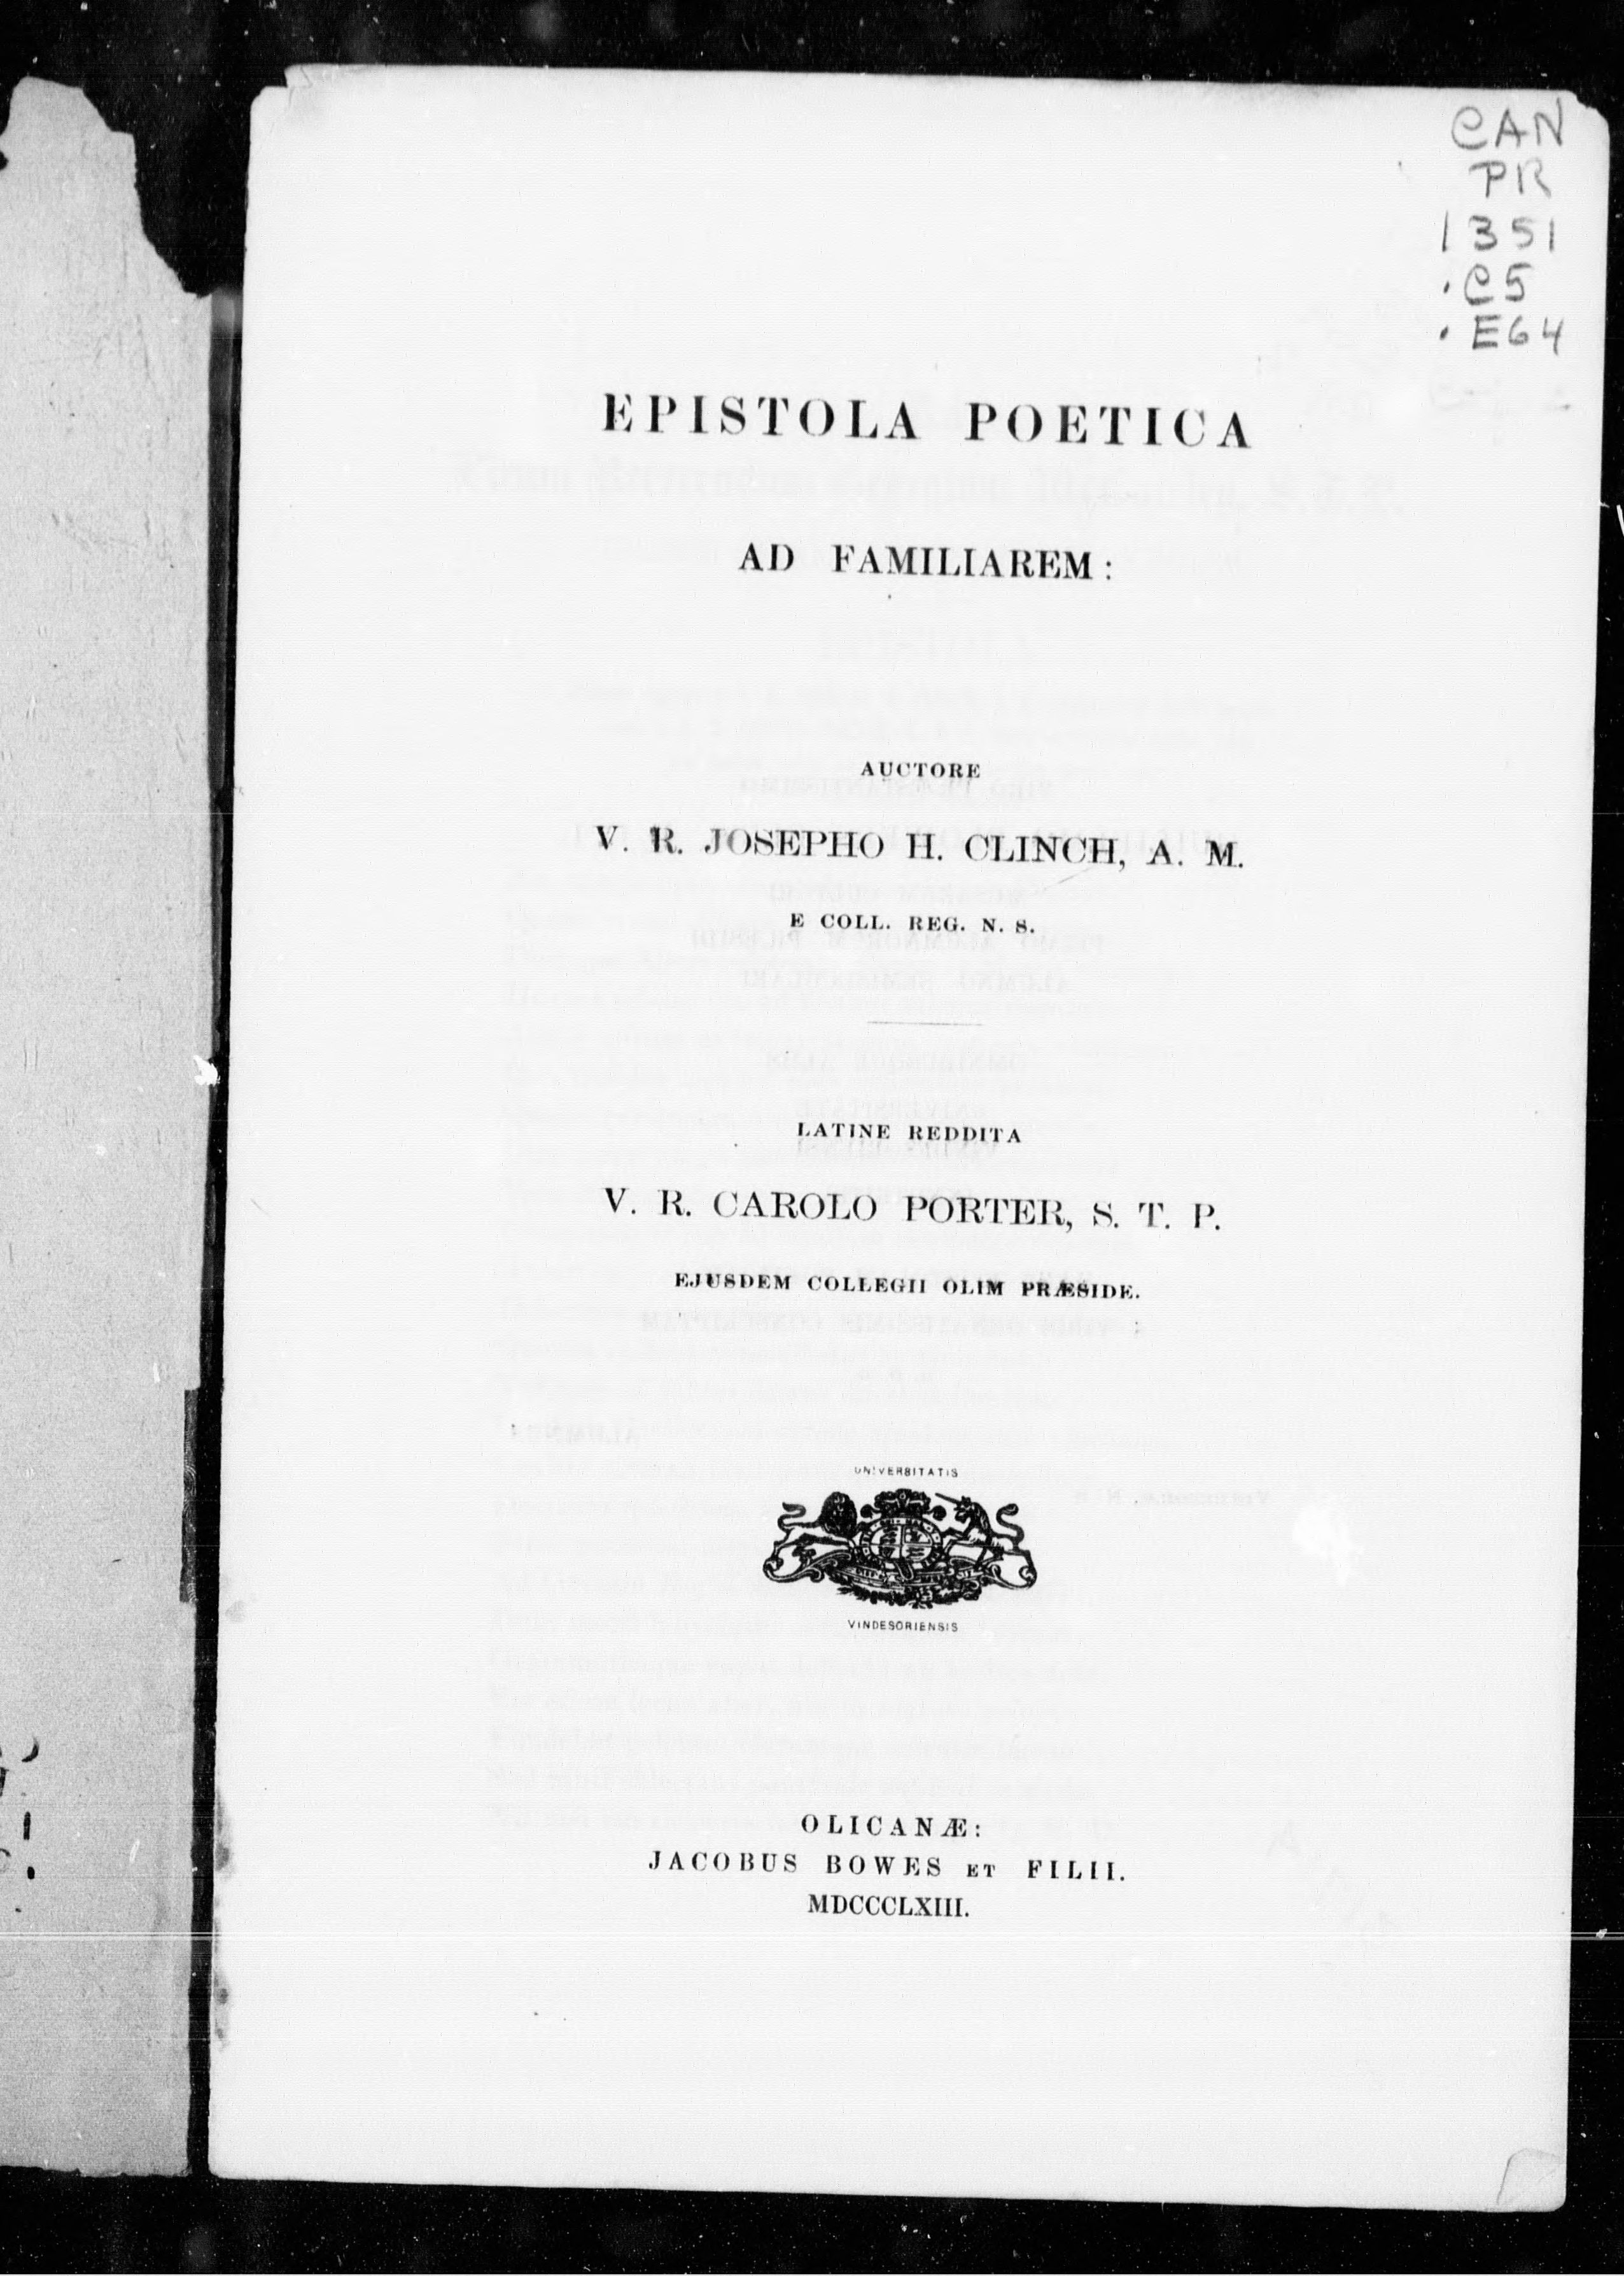 CAN
PR
1351
.C5
.E64
EPISTOLA POETICA
AD FAMILIAREM:
AUCTORE
V. R. JOSEPHO H. CLINCH, A. M.
E COLL. REG. N. S.
LATINE REDDITA
V. R. CAROLO PORTER, S. T. P.
EJUSDEM COLLEGII OLIM PRÆSIDE.
UNIVERSITATIS
VINDESORIENSIS
OLICANÆ:
JACOBUS BOWES ET FILII.
MDCCCLXIII.